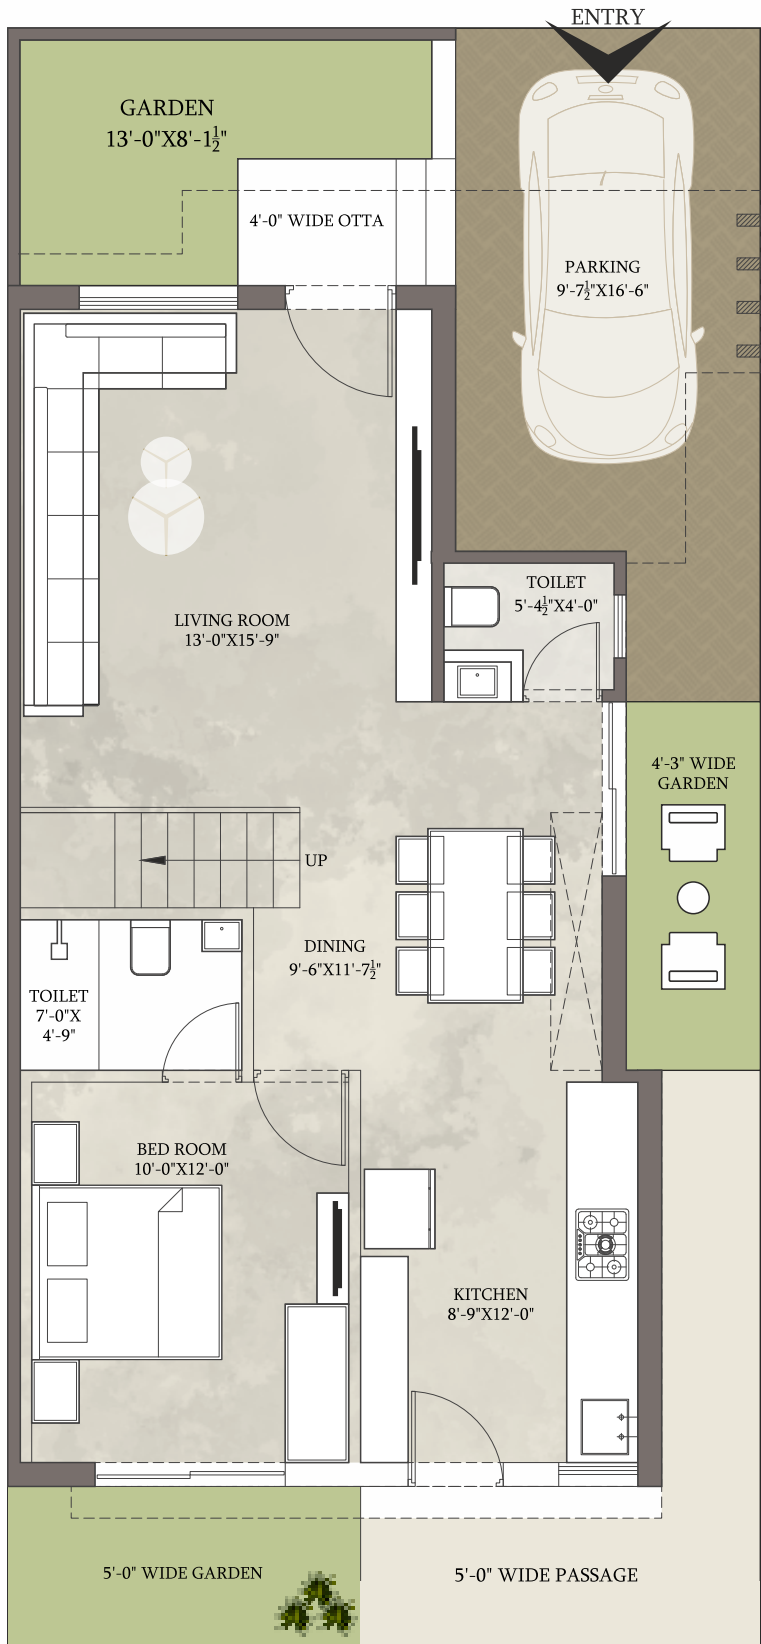 ENTRY
GARDEN
13'-0"X8'-1½"
4'-0" WIDE OTTA
PARKING
9'-7½"X16'-6"
TOILET
5'-4½"X4'-0"
LIVING ROOM
13'-0"X15'-9"
4'-3" WIDE
GARDEN
UP
DINING
9'-6"X11'-7½"
TOILET
7'-0"X
4'-9"
BED ROOM
10'-0"X12'-0"
KITCHEN
8'-9"X12'-0"
5'-0" WIDE GARDEN
5'-0" WIDE PASSAGE